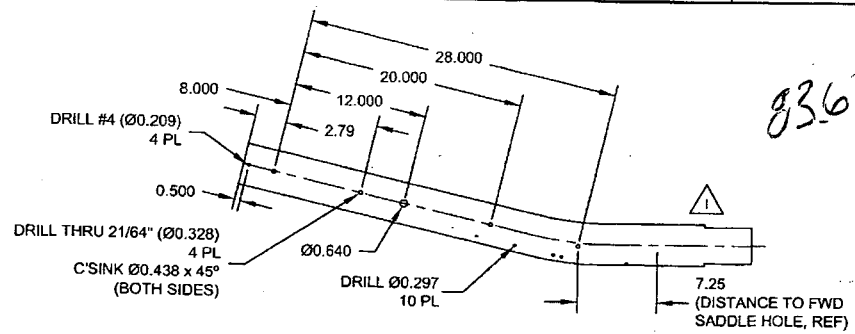 28.000
20.000
8.000
12.000
2.79
836
DRILL #4 (Ø0.209)
4 PL
0.500
DRILL THRU 21/64" (Ø0.328)
4 PL
C'SINK Ø0.438 x 45°
(BOTH SIDES)
Ø0.640
DRILL Ø0.297
10 PL
1
7.25
(DISTANCE TO FWD
SADDLE HOLE, REF)